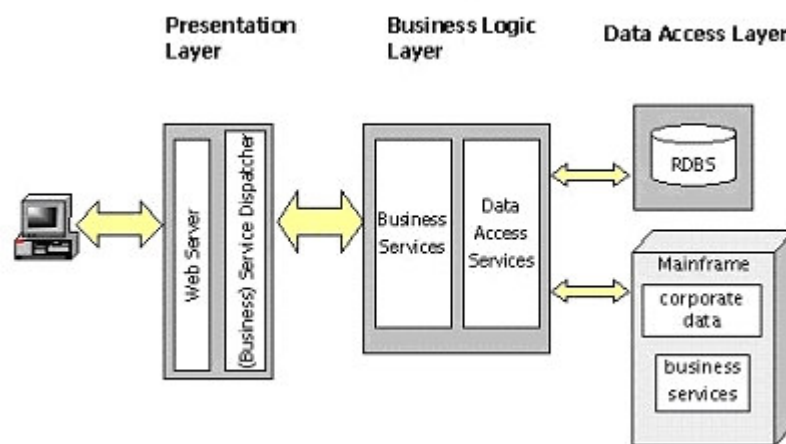 Presentation
Layer
Business Logic
Layer
Data Access Layer
Web Server
(Business) Service Dispatcher
Business
Services
Data
Access
Services
RDBS
Mainframe
corporate
data
business
services